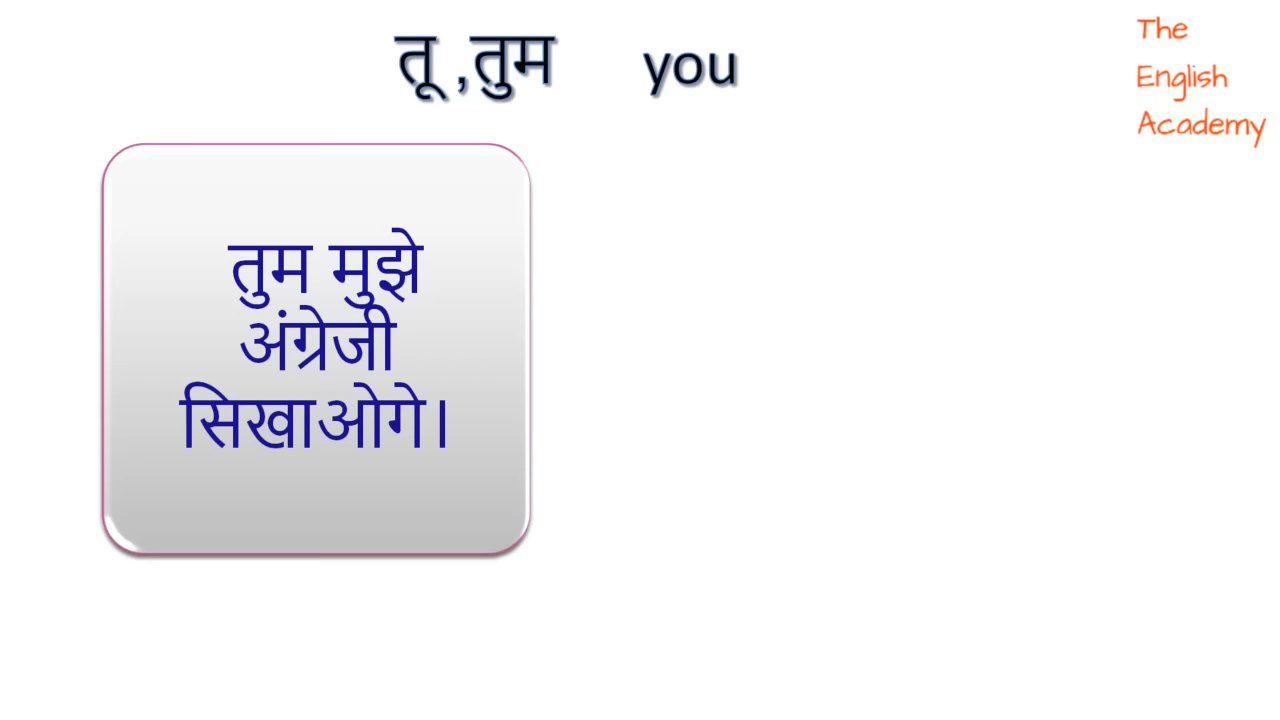 तू ,तुम you
The
English
Academy
तुम मुझे
अंग्रेजी
सिखाओगे।